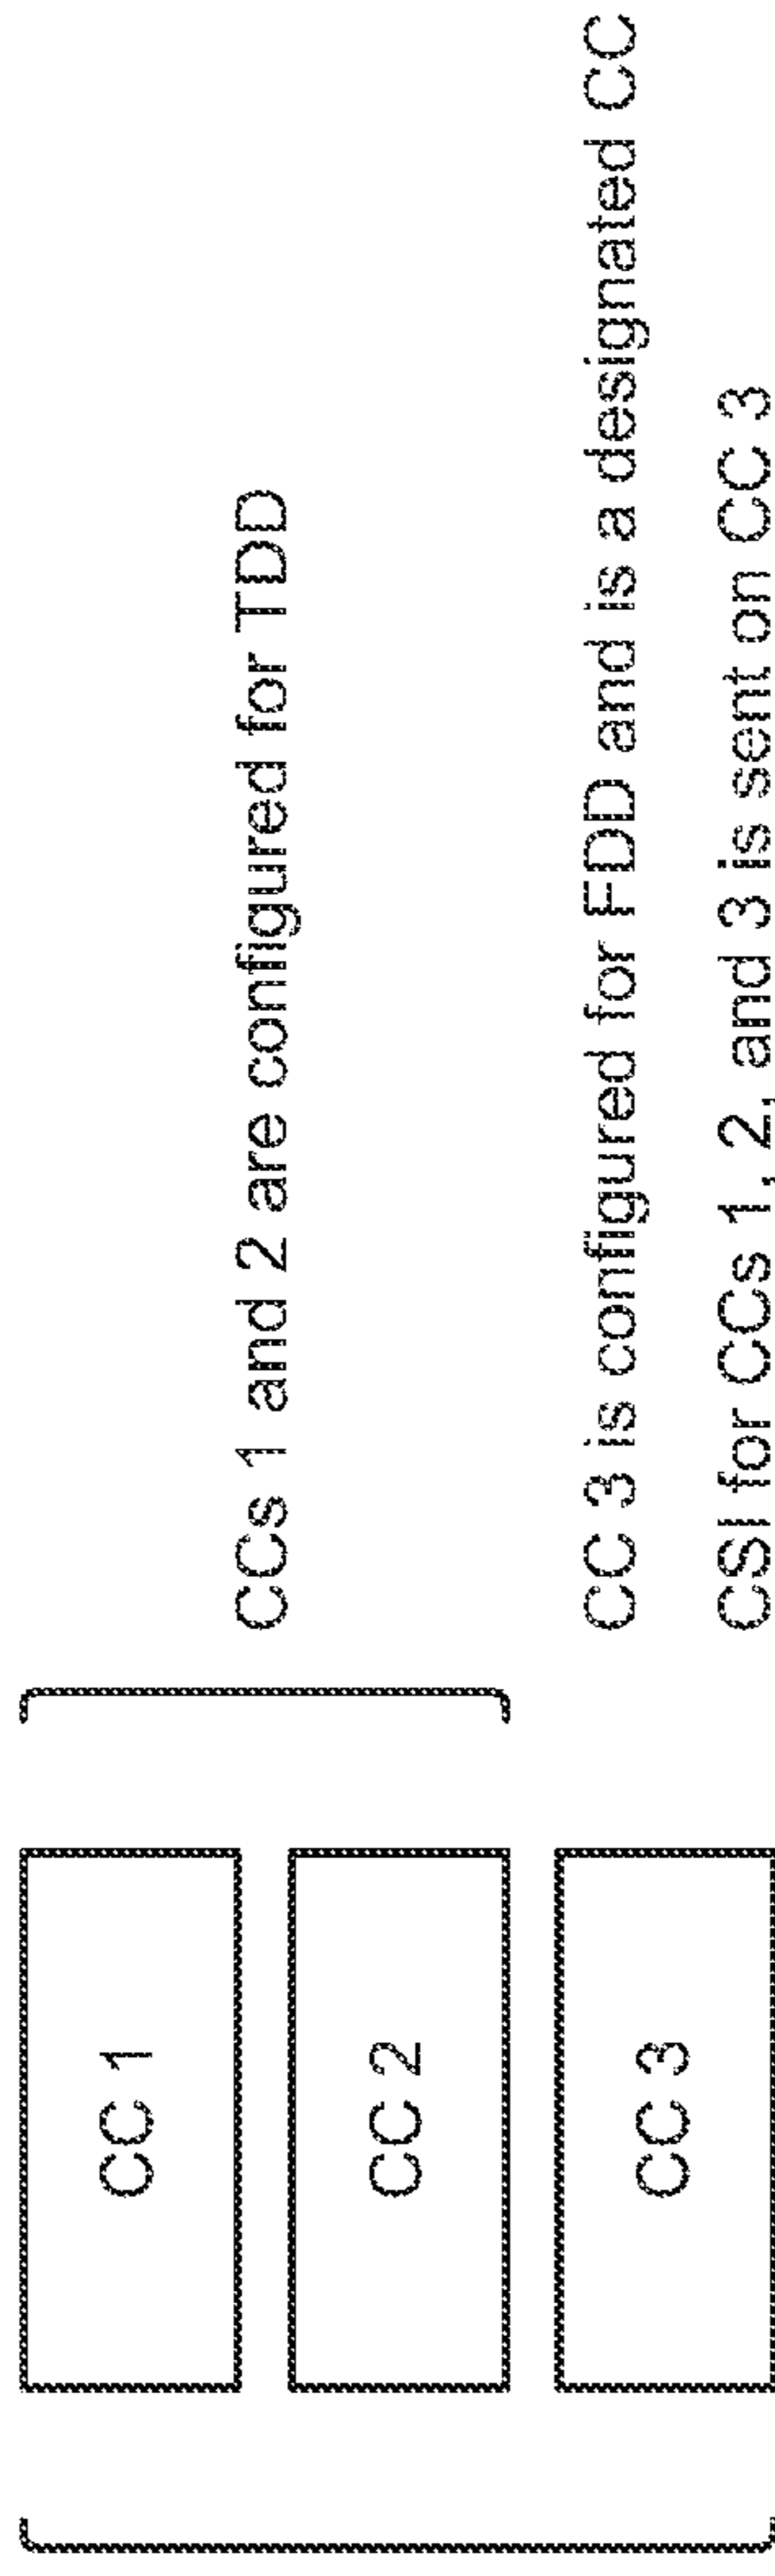 CC 1
CC 2
CC 3
CCs 1 and 2 are configured for TDD
CC 3 is configured for FDD and is a designated CC
CSI for CCs 1, 2, and 3 is sent on CC 3